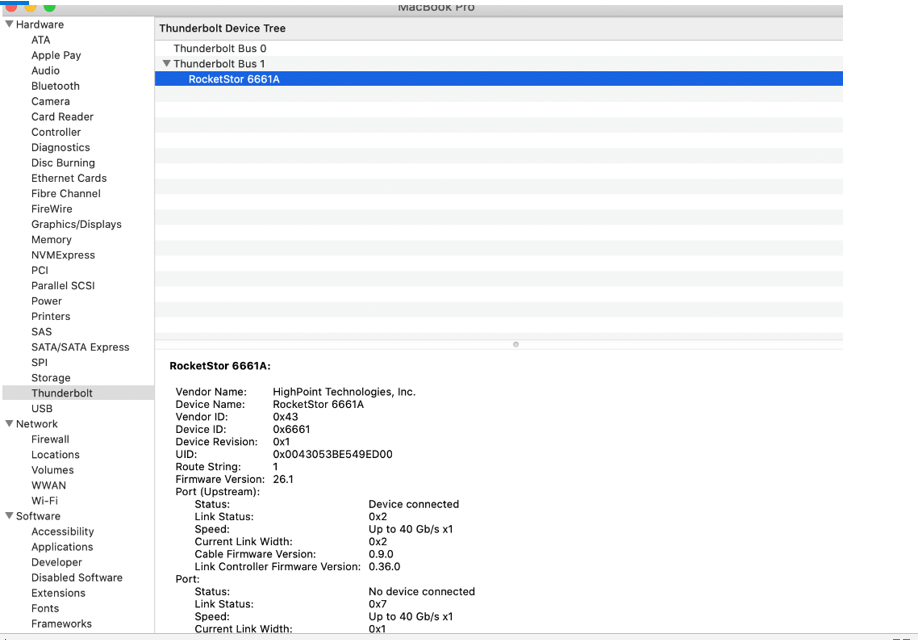 MacBook Pro
Hardware
ATA
Apple Pay
Audio
Bluetooth
Camera
Card Reader
Controller
Diagnostics
Disc Burning
Ethernet Cards
Fibre Channel
FireWire
Graphics/Displays
Memory
NVMExpress
PCI
Parallel SCSI
Power
Printers
SAS
SATA/SATA Express
SPI
Storage
Thunderbolt
USB
Network
Firewall
Locations
Volumes
WWAN
Wi-Fi
Software
Accessibility
Applications
Developer
Disabled Software
Extensions
Fonts
Frameworks
Thunderbolt Device Tree
Thunderbolt Bus 0
Thunderbolt Bus 1
RocketStor 6661A
RocketStor 6661A:
Vendor Name: HighPoint Technologies, Inc.
Device Name: RocketStor 6661A
Vendor ID: 0x43
Device ID: 0x6661
Device Revision: 0x1
UID: 0x0043053BE549ED00
Route String: 1
Firmware Version: 26.1
Port (Upstream):
Status: Device connected
Link Status: 0x2
Speed: Up to 40 Gb/s x1
Current Link Width: 0x2
Cable Firmware Version: 0.9.0
Link Controller Firmware Version: 0.36.0
Port:
Status: No device connected
Link Status: 0x7
Speed: Up to 40 Gb/s x1
Current Link Width: 0x1